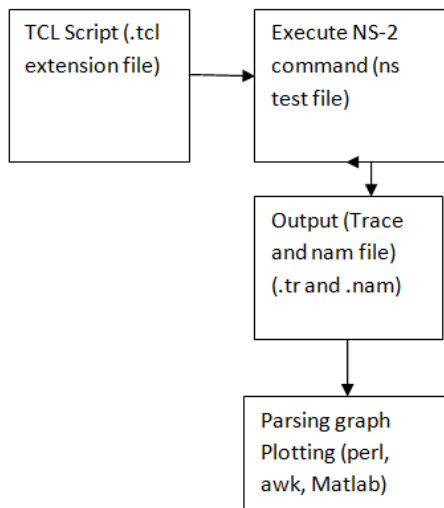 TCL Script (.tcl
extension file)
Execute NS-2
command (ns
test file)
Output (Trace
and nam file)
(.tr and .nam)
Parsing graph
Plotting (perl,
awk, Matlab)